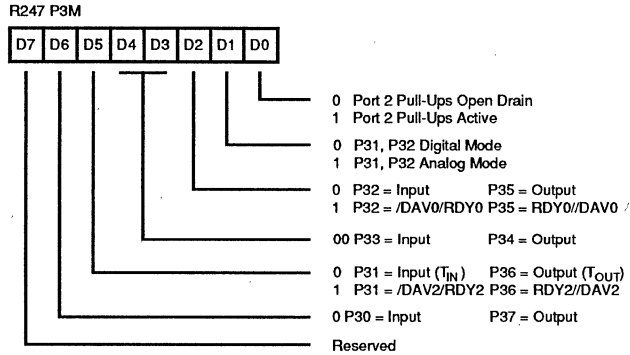 R247 P3M
D7 D6 D5 D4 D3 D2 D1 D0
0 Port 2 Pull-Ups Open Drain
1 Port 2 Pull-Ups Active
0 P31, P32 Digital Mode
1 P31, P32 Analog Mode
0 P32 = Input P35 = Output
1 P32 = /DAV0/RDY0 P35 = RDY0//DAV0
00 P33 = Input P34 = Output
0 P31 = Input (TIN) P36 = Output (TOUT)
1 P31 = /DAV2/RDY2 P36 = RDY2//DAV2
0 P30 = Input P37 = Output
Reserved